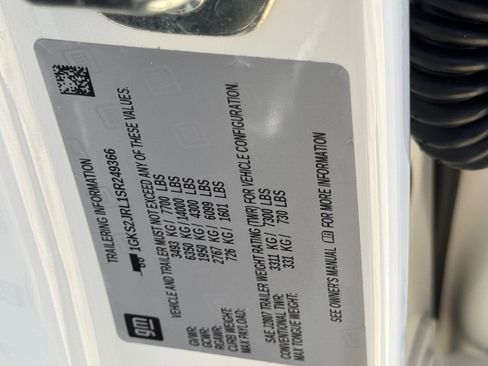 gm
TRAILERING INFORMATION
1GKS2JRL1SR249366
VEHICLE AND TRAILER MUST NOT EXCEED ANY OF THESE VALUES.
GVWR: 3493 KG / 7700 LBS
GCWR: 6350 KG / 14000 LBS
RGAWR: 1950 KG / 4300 LBS
CURB WEIGHT: 2767 KG / 6099 LBS
MAX PAYLOAD: 726 KG / 1601 LBS
SAE J2807 TRAILER WEIGHT RATING (TWR) FOR VEHICLE CONFIGURATION.
CONVENTIONAL TWR: 3311 KG / 7300 LBS
MAX TONGUE WEIGHT: 331 KG / 730 LBS
SEE OWNER'S MANUAL FOR MORE INFORMATION